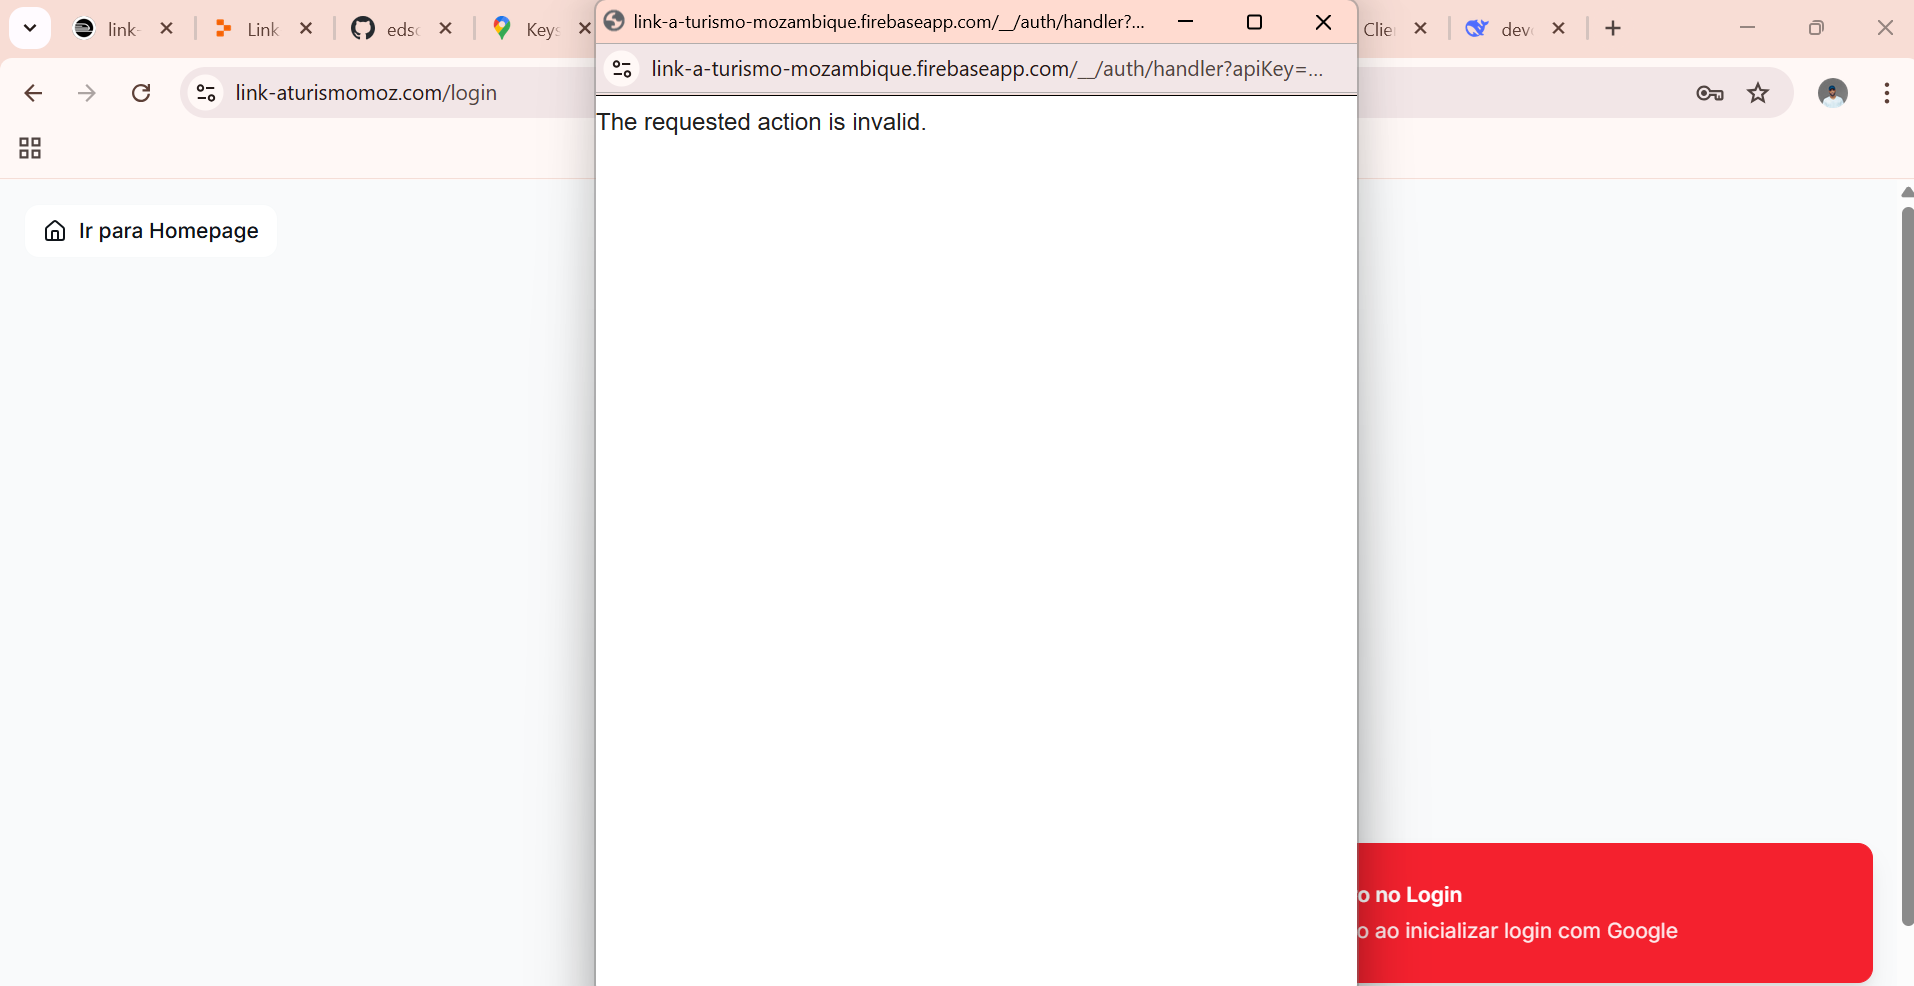 link-
Link
edsc
Keys
link-a-turismo-mozambique.firebaseapp.com/__/auth/handler?...
Clie
link-aturismomoz.com/login
link-a-turismo-mozambique.firebaseapp.com/__/auth/handler?apiKey=...
The requested action is invalid.
Ir para Homepage
o no Login
o ao inicializar login com Google